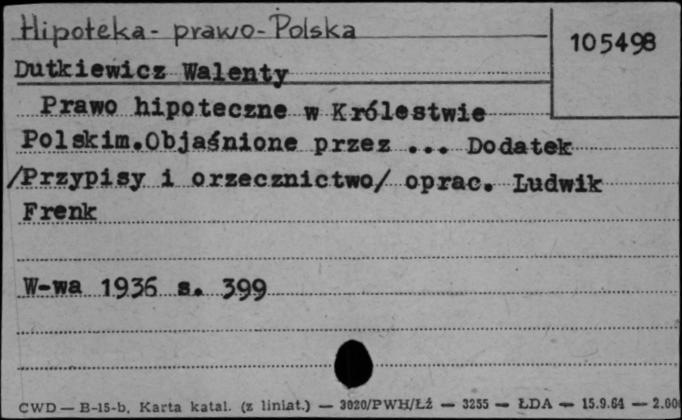 Hipoteka - prawo - Polska
105498
Dutkiewicz Walenty
Prawo hipoteczne w Królestwie
Polskim.Objaśnione przez ... Dodatek
/Przypisy i orzecznictwo/ oprac. Ludwik
Frenk
W-wa 1936 s. 399
CWD — B-15-b, Karta katal. (z liniat.) — 3020/PWH/Łż — 3255 — ŁDA — 15.9.64 — 2.00